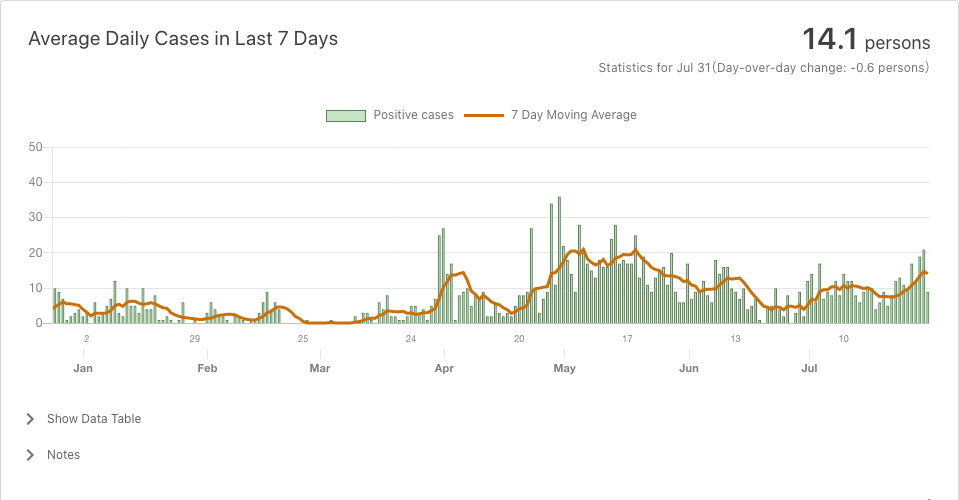 Average Daily Cases in Last 7 Days
14.1 persons
Statistics for Jul 31(Day-over-day change: -0.6 persons)
Positive cases
7 Day Moving Average
50
40
30
20
10
0
2 29 25 24 20 17 13 10
Jan Feb Mar Apr May Jun Jul
Show Data Table
Notes